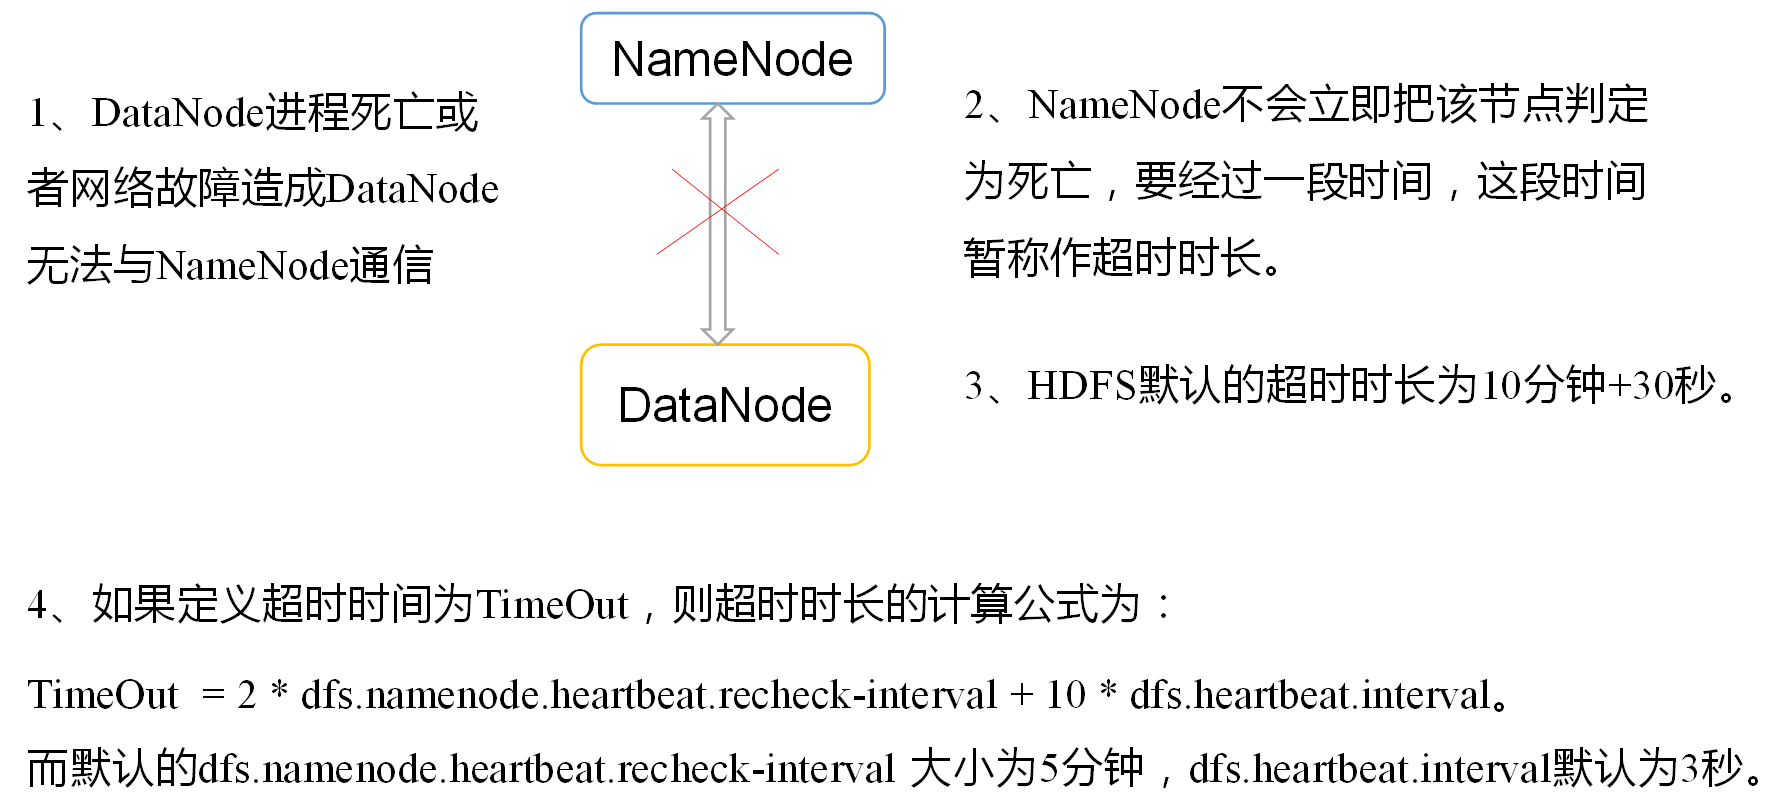 NameNode
1、DataNode进程死亡或
者网络故障造成DataNode
无法与NameNode通信
2、NameNode不会立即把该节点判定
为死亡，要经过一段时间，这段时间
暂称作超时时长。
DataNode
3、HDFS默认的超时时长为10分钟+30秒。
4、如果定义超时时间为TimeOut，则超时时长的计算公式为：
TimeOut = 2 * dfs.namenode.heartbeat.recheck-interval + 10 * dfs.heartbeat.interval。
而默认的dfs.namenode.heartbeat.recheck-interval 大小为5分钟，dfs.heartbeat.interval默认为3秒。